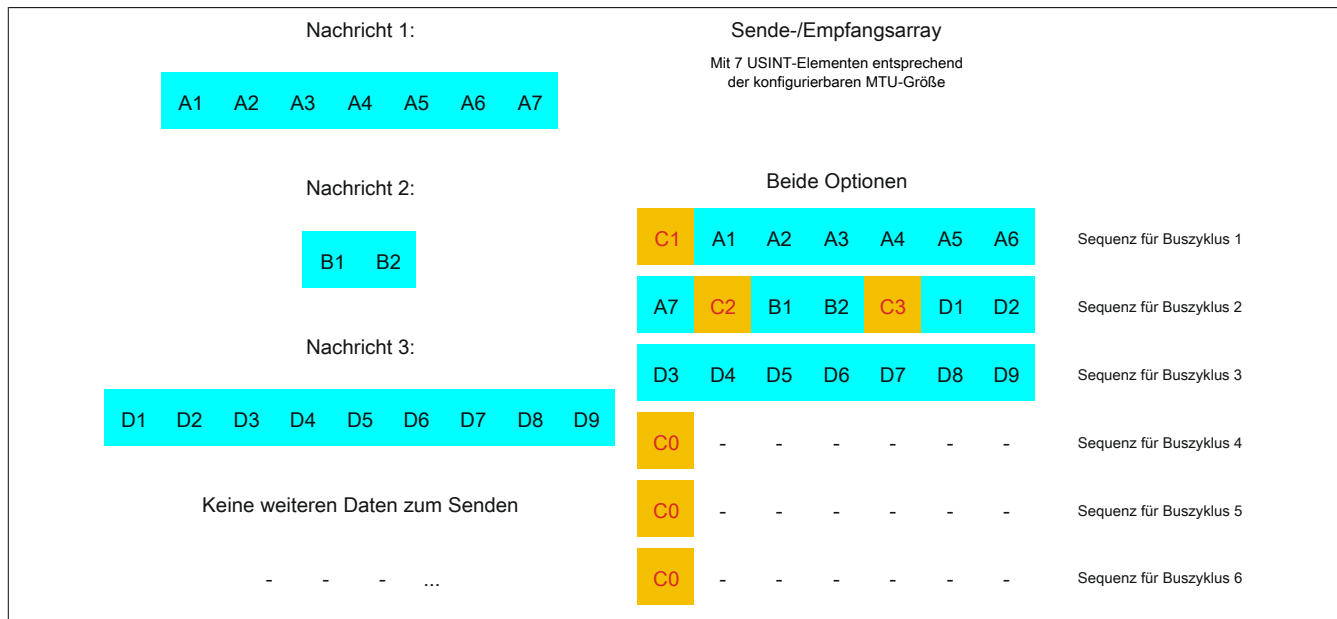 Nachricht 1:
A1 A2 A3 A4 A5 A6 A7
Nachricht 2:
B1 B2
Nachricht 3:
D1 D2 D3 D4 D5 D6 D7 D8 D9
Keine weiteren Daten zum Senden
- - - ...
Sende-/Empfangsarray
Mit 7 USINT-Elementen entsprechend
der konfigurierbaren MTU-Größe
Beide Optionen
C1 A1 A2 A3 A4 A5 A6 Sequenz für Buszyklus 1
A7 C2 B1 B2 C3 D1 D2 Sequenz für Buszyklus 2
D3 D4 D5 D6 D7 D8 D9 Sequenz für Buszyklus 3
C0 - - - - - - Sequenz für Buszyklus 4
C0 - - - - - - Sequenz für Buszyklus 5
C0 - - - - - - Sequenz für Buszyklus 6